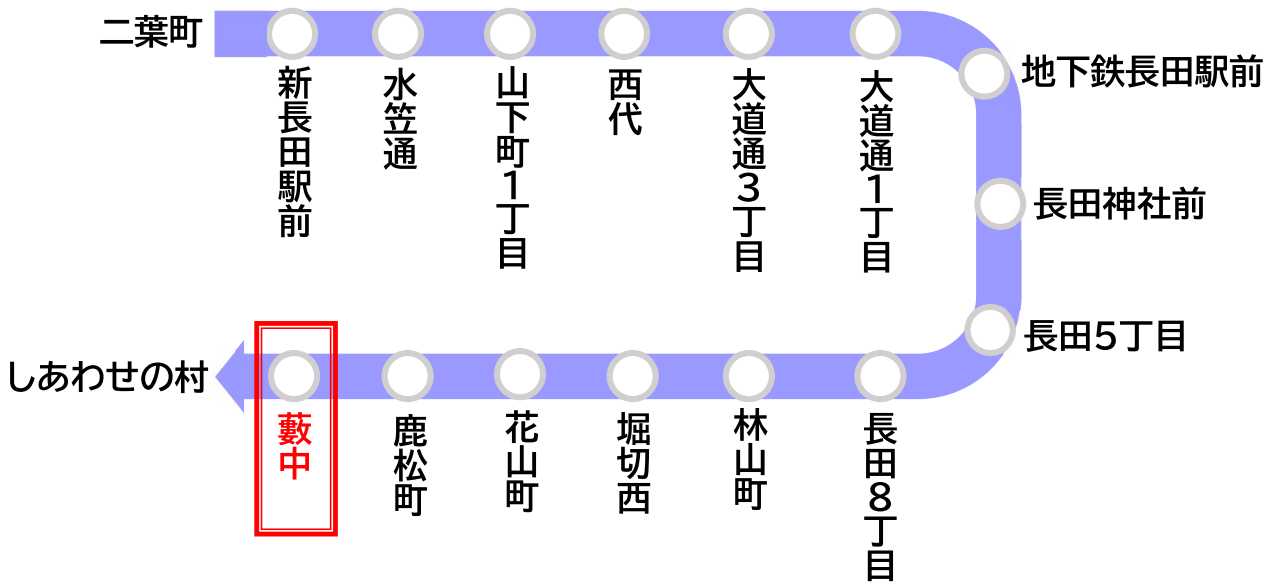 二葉町
新長田駅前
水笠通
山下町1丁目
西代
大道通3丁目
大道通1丁目
地下鉄長田駅前
長田神社前
長田5丁目
長田8丁目
林山町
堀切西
花山町
鹿松町
藪中
しあわせの村